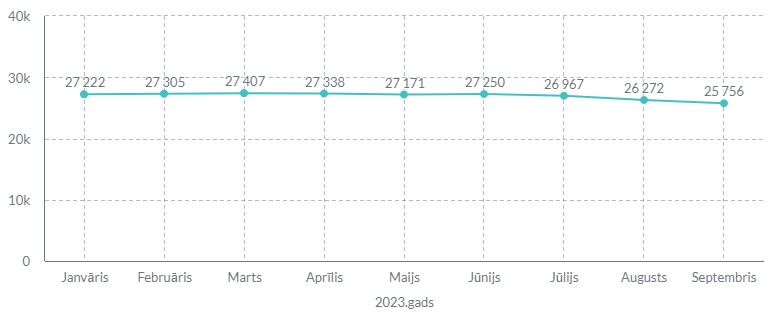 40k
30k
20k
10k
0
27 222 27 305 27 407 27 338 27 171 27 250 26 967 26 272 25 756
Janvāris Februāris Marts Aprīlis Maijs Jūnijs Jūlijs Augusts Septembris
2023.gads